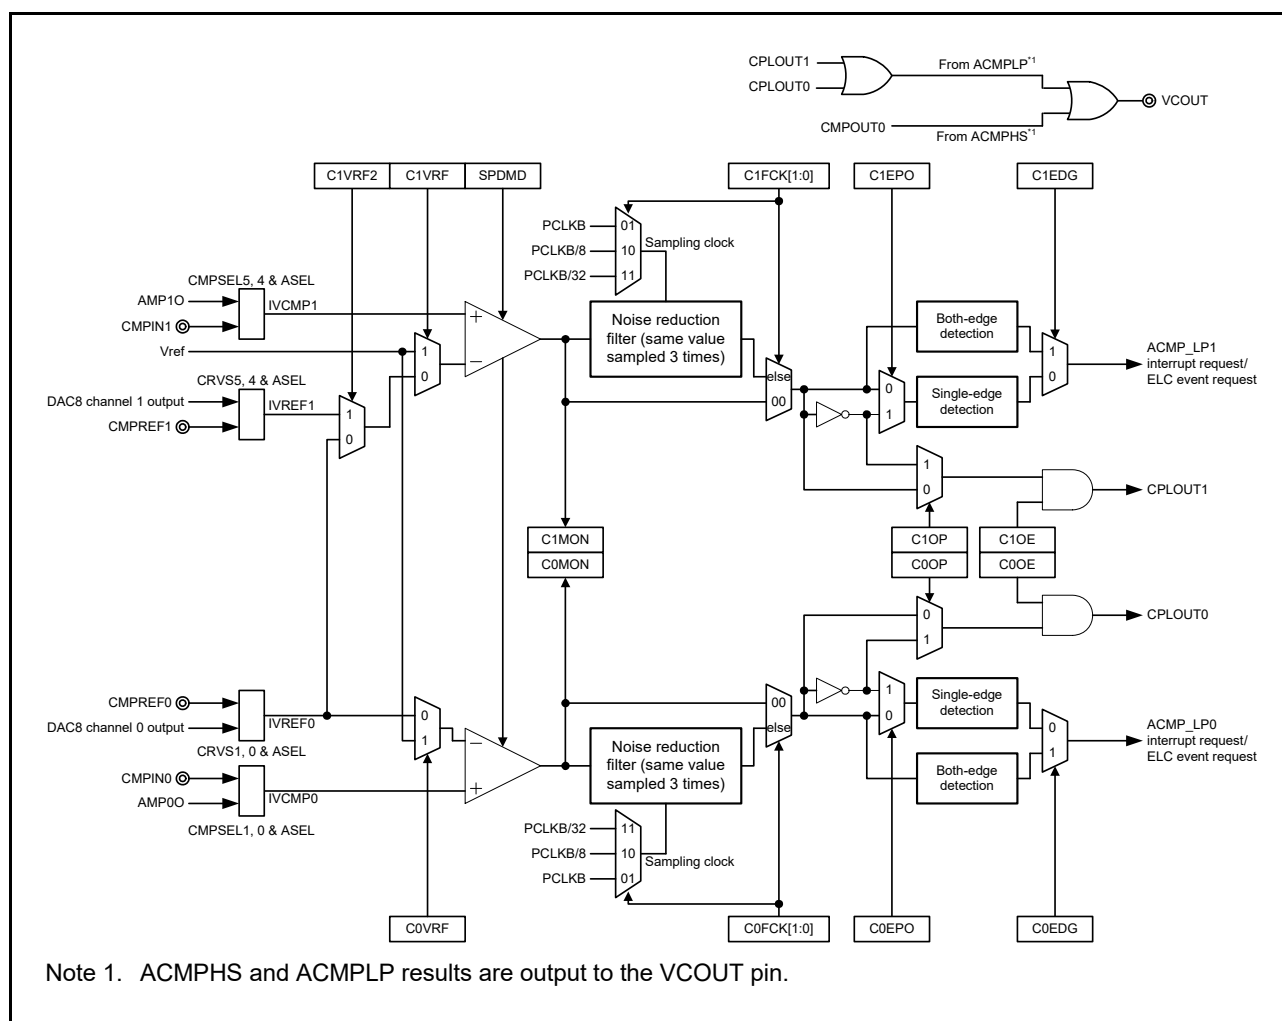 CPLOUT1
CPLOUT0
From ACMPLP*1
VCOUT
CMPOUT0
From ACMPHS*1
C1VRF2
C1VRF
SPDMD
C1FCK[1:0]
C1EPO
C1EDG
PCLKB
01
PCLKB/8
10
Sampling clock
PCLKB/32
11
CMPSEL5, 4 & ASEL
AMP1O
IVCMP1
CMPIN1
Vref
+
−
1
0
Noise reduction
filter (same value
sampled 3 times)
else
00
Both-edge
detection
1
0
ACMP_LP1
interrupt request/
ELC event request
0
1
Single-edge
detection
CRVS5, 4 & ASEL
DAC8 channel 1 output
IVREF1
CMPREF1
1
0
1
0
CPLOUT1
C1MON
C0MON
C1OP
C0OP
C1OE
C0OE
0
1
CPLOUT0
CMPREF0
IVREF0
DAC8 channel 0 output
CRVS1, 0 & ASEL
0
1
−
+
CMPIN0
IVCMP0
AMP0O
CMPSEL1, 0 & ASEL
Noise reduction
filter (same value
sampled 3 times)
00
else
1
0
Single-edge
detection
Both-edge
detection
0
1
ACMP_LP0
interrupt request/
ELC event request
PCLKB/32
11
PCLKB/8
10
Sampling clock
PCLKB
01
C0VRF
C0FCK[1:0]
C0EPO
C0EDG
Note 1. ACMPHS and ACMPLP results are output to the VCOUT pin.